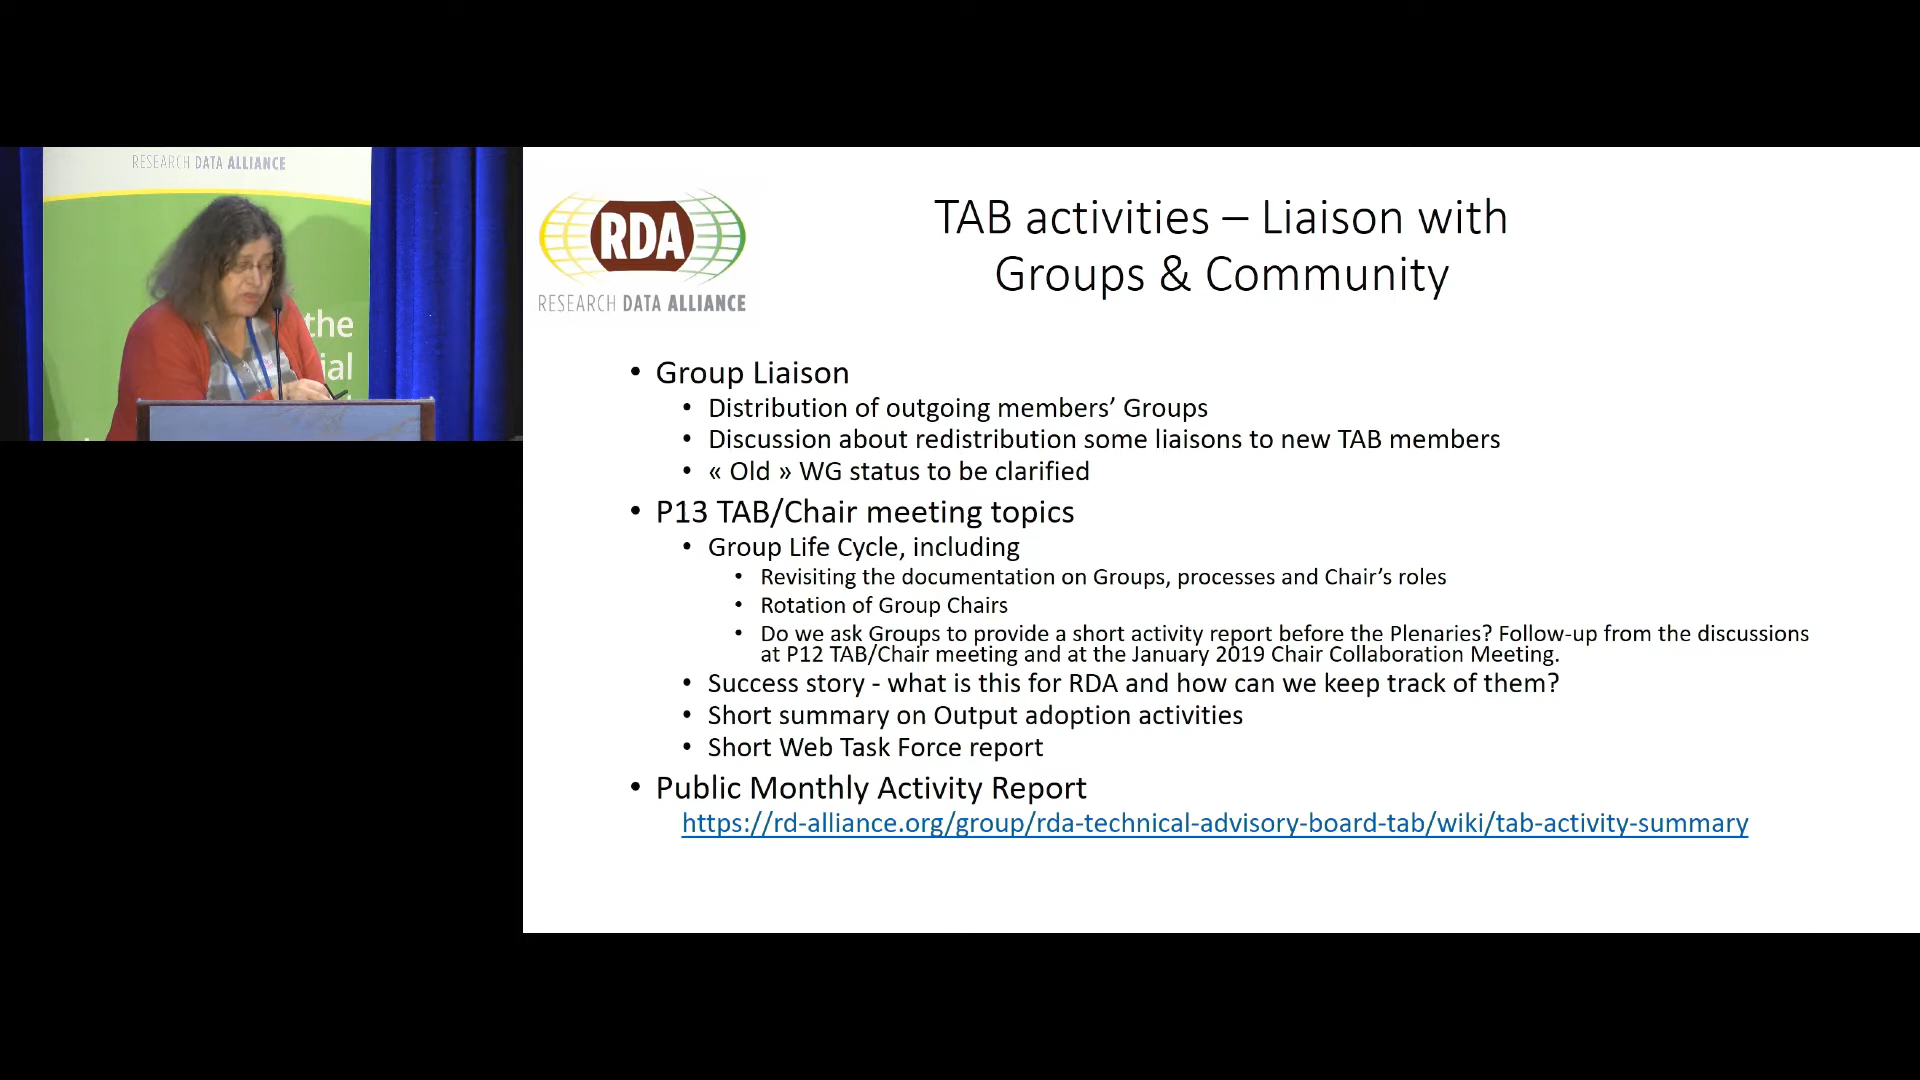 RESEARCH DATA ALLIANCE
the
ial
RDA
RESEARCH DATA ALLIANCE
TAB activities – Liaison with
Groups & Community
• Group Liaison
• Distribution of outgoing members’ Groups
• Discussion about redistribution some liaisons to new TAB members
• « Old » WG status to be clarified
• P13 TAB/Chair meeting topics
• Group Life Cycle, including
• Revisiting the documentation on Groups, processes and Chair’s roles
• Rotation of Group Chairs
• Do we ask Groups to provide a short activity report before the Plenaries? Follow-up from the discussions
at P12 TAB/Chair meeting and at the January 2019 Chair Collaboration Meeting.
• Success story - what is this for RDA and how can we keep track of them?
• Short summary on Output adoption activities
• Short Web Task Force report
• Public Monthly Activity Report
https://rd-alliance.org/group/rda-technical-advisory-board-tab/wiki/tab-activity-summary